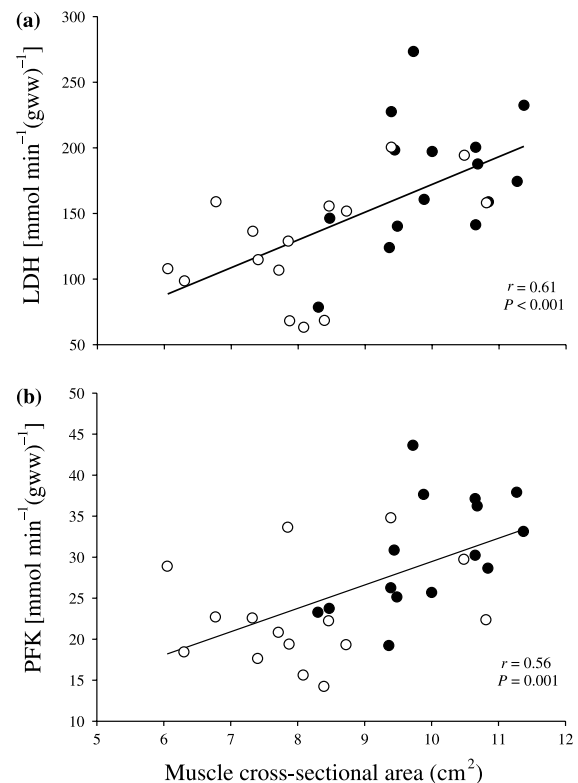 (a)
300
250
200
150
100
50
LDH [mmol min⁻¹(gww)⁻¹]
r = 0.61
P < 0.001
(b)
50
45
40
35
30
25
20
15
10
PFK [mmol min⁻¹(gww)⁻¹]
r = 0.56
P = 0.001
5 6 7 8 9 10 11 12
Muscle cross-sectional area (cm²)